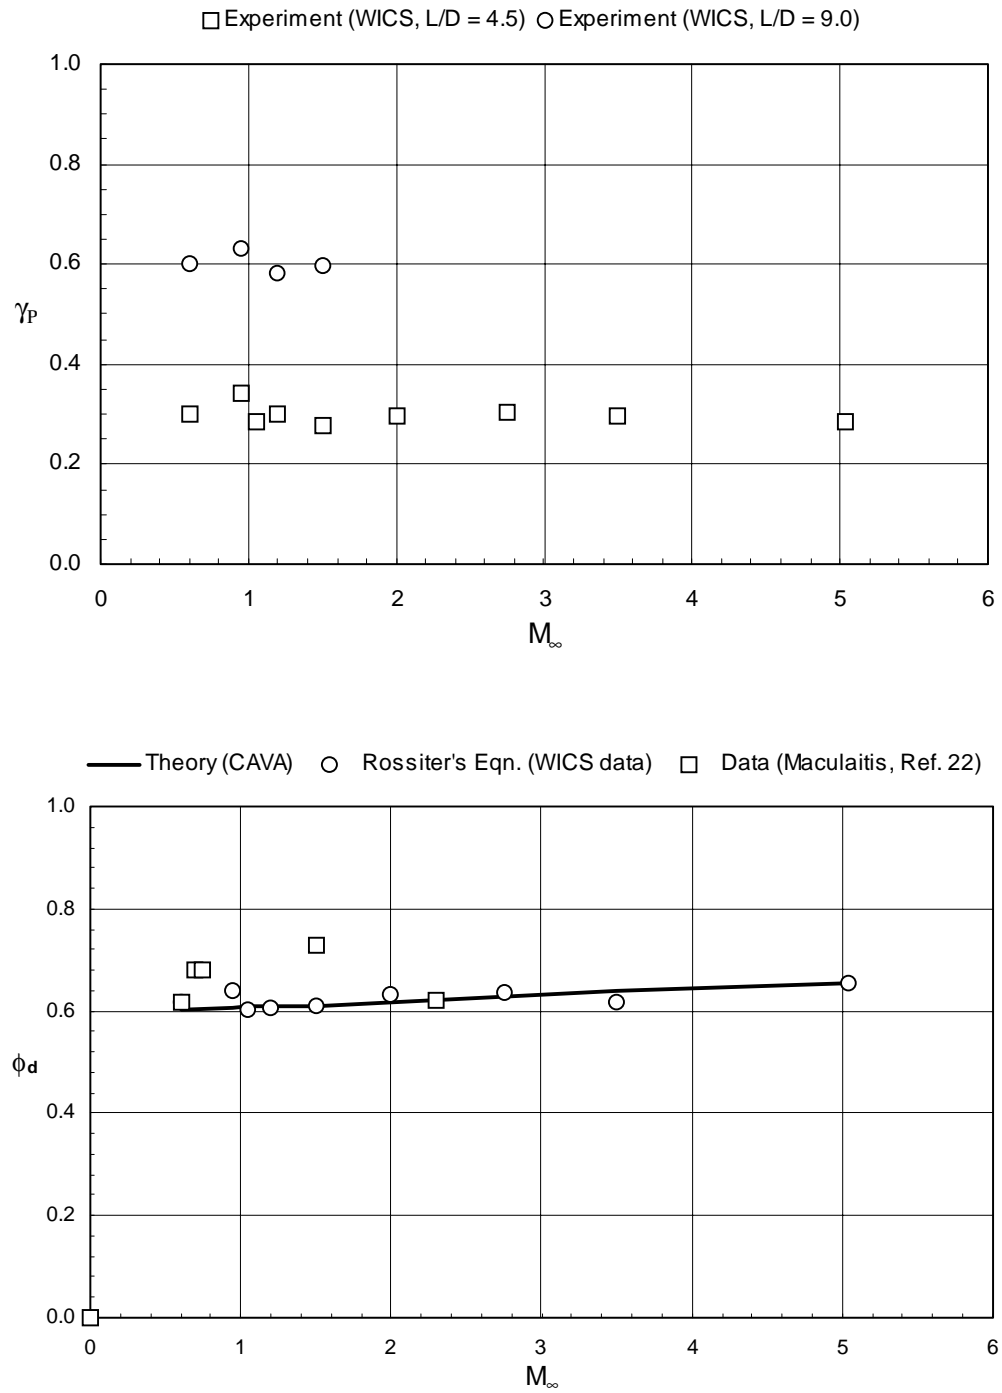 Experiment (WICS, L/D = 4.5) Experiment (WICS, L/D = 9.0)
1.0
0.8
0.6
γP
0.4
0.2
0.0
0 1 2 3 4 5 6
M∞
Theory (CAVA) Rossiter's Eqn. (WICS data) Data (Maculaitis, Ref. 22)
1.0
0.8
0.6
ϕd
0.4
0.2
0.0
0 1 2 3 4 5 6
M∞